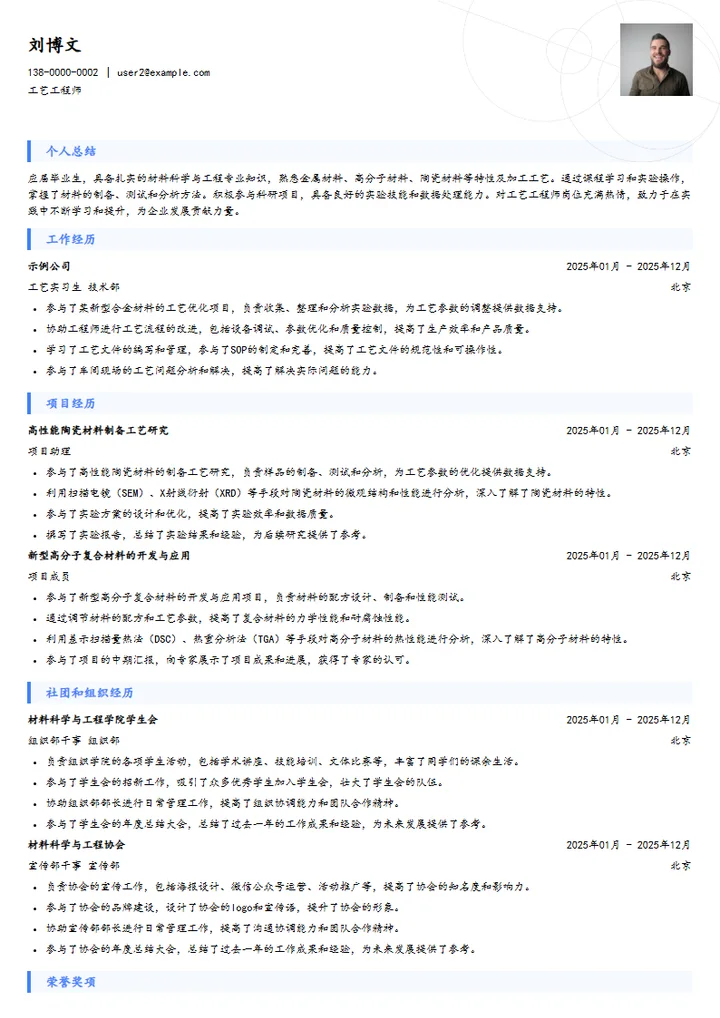 刘博文
138-0000-0002 | user2@example.com
工艺工程师
个人总结
应届毕业生，具备扎实的材料科学与工程专业知识，熟悉金属材料、高分子材料、陶瓷材料等特性及加工工艺。通过课程学习和实验操作，
掌握了材料的制备、测试和分析方法。积极参与科研项目，具备良好的实验技能和数据处理能力。对工艺工程师岗位充满热情，致力于在实
践中不断学习和提升，为企业发展贡献力量。
工作经历
示例公司 2025年01月 - 2025年12月
工艺实习生 技术部 北京
• 参与了某新型合金材料的工艺优化项目，负责收集、整理和分析实验数据，为工艺参数的调整提供数据支持。
• 协助工程师进行工艺流程的改进，包括设备调试、参数优化和质量控制，提高了生产效率和产品质量。
• 学习了工艺文件的编写和管理，参与了SOP的制定和完善，提高了工艺文件的规范性和可操作性。
• 参与了车间现场的工艺问题分析和解决，提高了解决实际问题的能力。
项目经历
高性能陶瓷材料制备工艺研究 2025年01月 - 2025年12月
项目助理 北京
• 参与了高性能陶瓷材料的制备工艺研究，负责样品的制备、测试和分析，为工艺参数的优化提供数据支持。
• 利用扫描电镜（SEM）、X射线衍射（XRD）等手段对陶瓷材料的微观结构和性能进行分析，深入了解了陶瓷材料的特性。
• 参与了实验方案的设计和优化，提高了实验效率和数据质量。
• 撰写了实验报告，总结了实验结果和经验，为后续研究提供了参考。
新型高分子复合材料的开发与应用 2025年01月 - 2025年12月
项目成员 北京
• 参与了新型高分子复合材料的开发与应用项目，负责材料的配方设计、制备和性能测试。
• 通过调节材料的配方和工艺参数，提高了复合材料的力学性能和耐腐蚀性能。
• 利用差示扫描量热法（DSC）、热重分析法（TGA）等手段对高分子材料的热性能进行分析，深入了解了高分子材料的特性。
• 参与了项目的中期汇报，向专家展示了项目成果和进展，获得了专家的认可。
社团和组织经历
材料科学与工程学院学生会 2025年01月 - 2025年12月
组织部干事 组织部 北京
• 负责组织学院的各项学生活动，包括学术讲座、技能培训、文体比赛等，丰富了同学们的课余生活。
• 参与了学生会的招新工作，吸引了众多优秀学生加入学生会，壮大了学生会的队伍。
• 协助组织部部长进行日常管理工作，提高了组织协调能力和团队合作精神。
• 参与了学生会的年度总结大会，总结了过去一年的工作成果和经验，为未来发展提供了参考。
材料科学与工程协会 2025年01月 - 2025年12月
宣传部干事 宣传部 北京
• 负责协会的宣传工作，包括海报设计、微信公众号运营、活动推广等，提高了协会的知名度和影响力。
• 参与了协会的品牌建设，设计了协会的logo和宣传语，提升了协会的形象。
• 协助宣传部部长进行日常管理工作，提高了沟通协调能力和团队合作精神。
• 参与了协会的年度总结大会，总结了过去一年的工作成果和经验，为未来发展提供了参考。
荣誉奖项